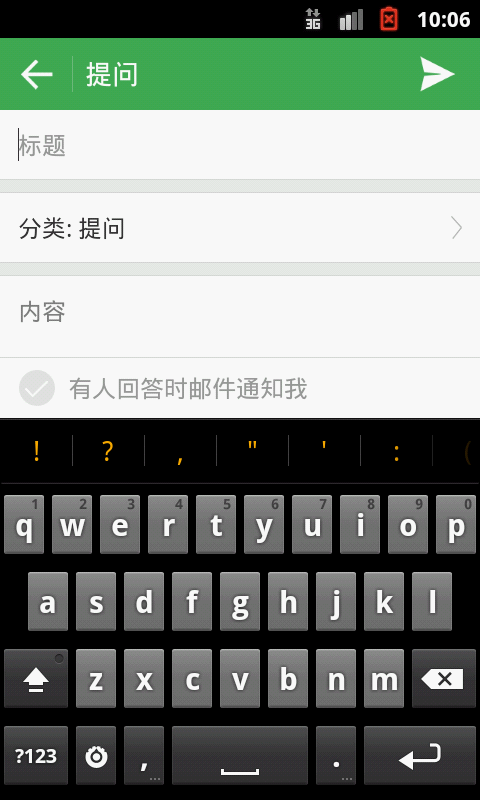 3G 10:06
提问
标题
分类: 提问
内容
有人回答时邮件通知我
! ? , " ' : (
1 2 3 4 5 6 7 8 9 0
q w e r t y u i o p
a s d f g h j k l
z x c v b n m
?123 , ... . ...